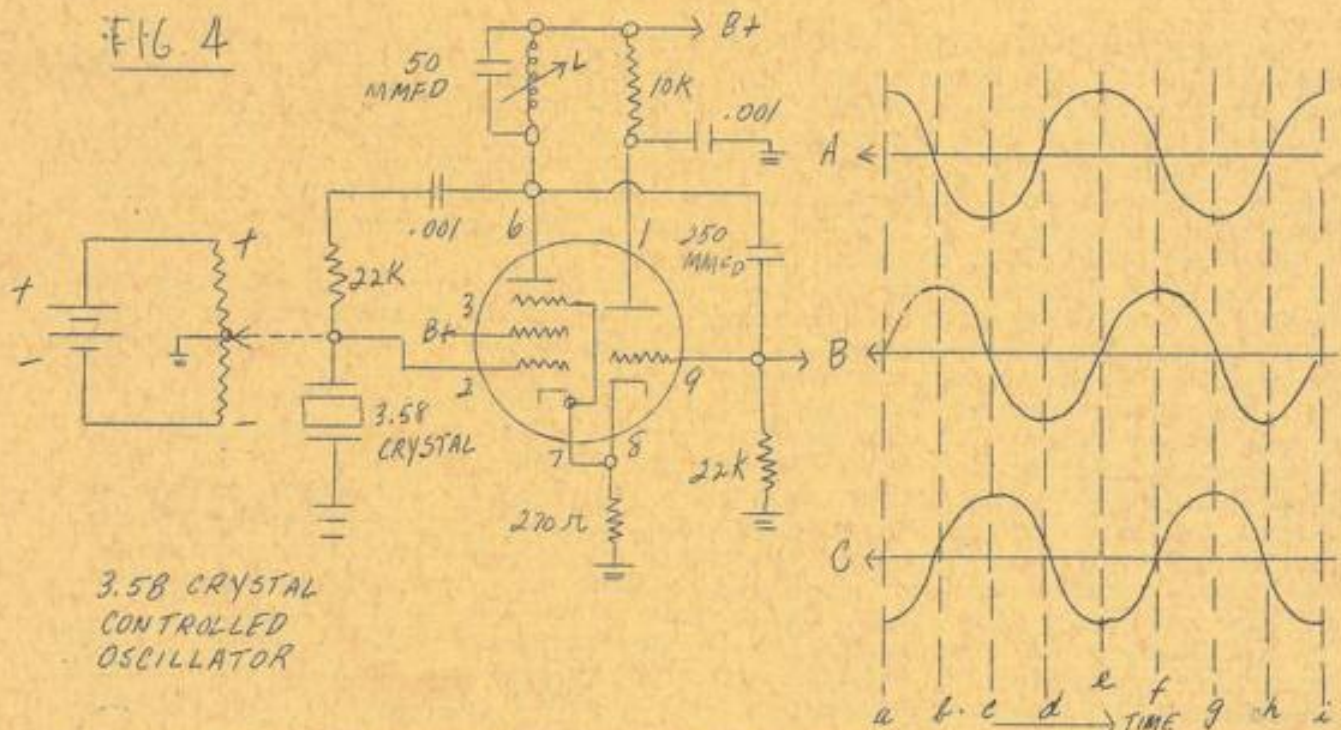 FIG 4
50
MMFD
L
B+
10K
.001
.001
6
1
250
MMFD
22K
3
B+
2
9
3.58
CRYSTAL
7
8
22K
270 Ω
+
-
+
-
3.58 CRYSTAL
CONTROLLED
OSCILLATOR
A
B
C
a b. c d e f g h i
TIME